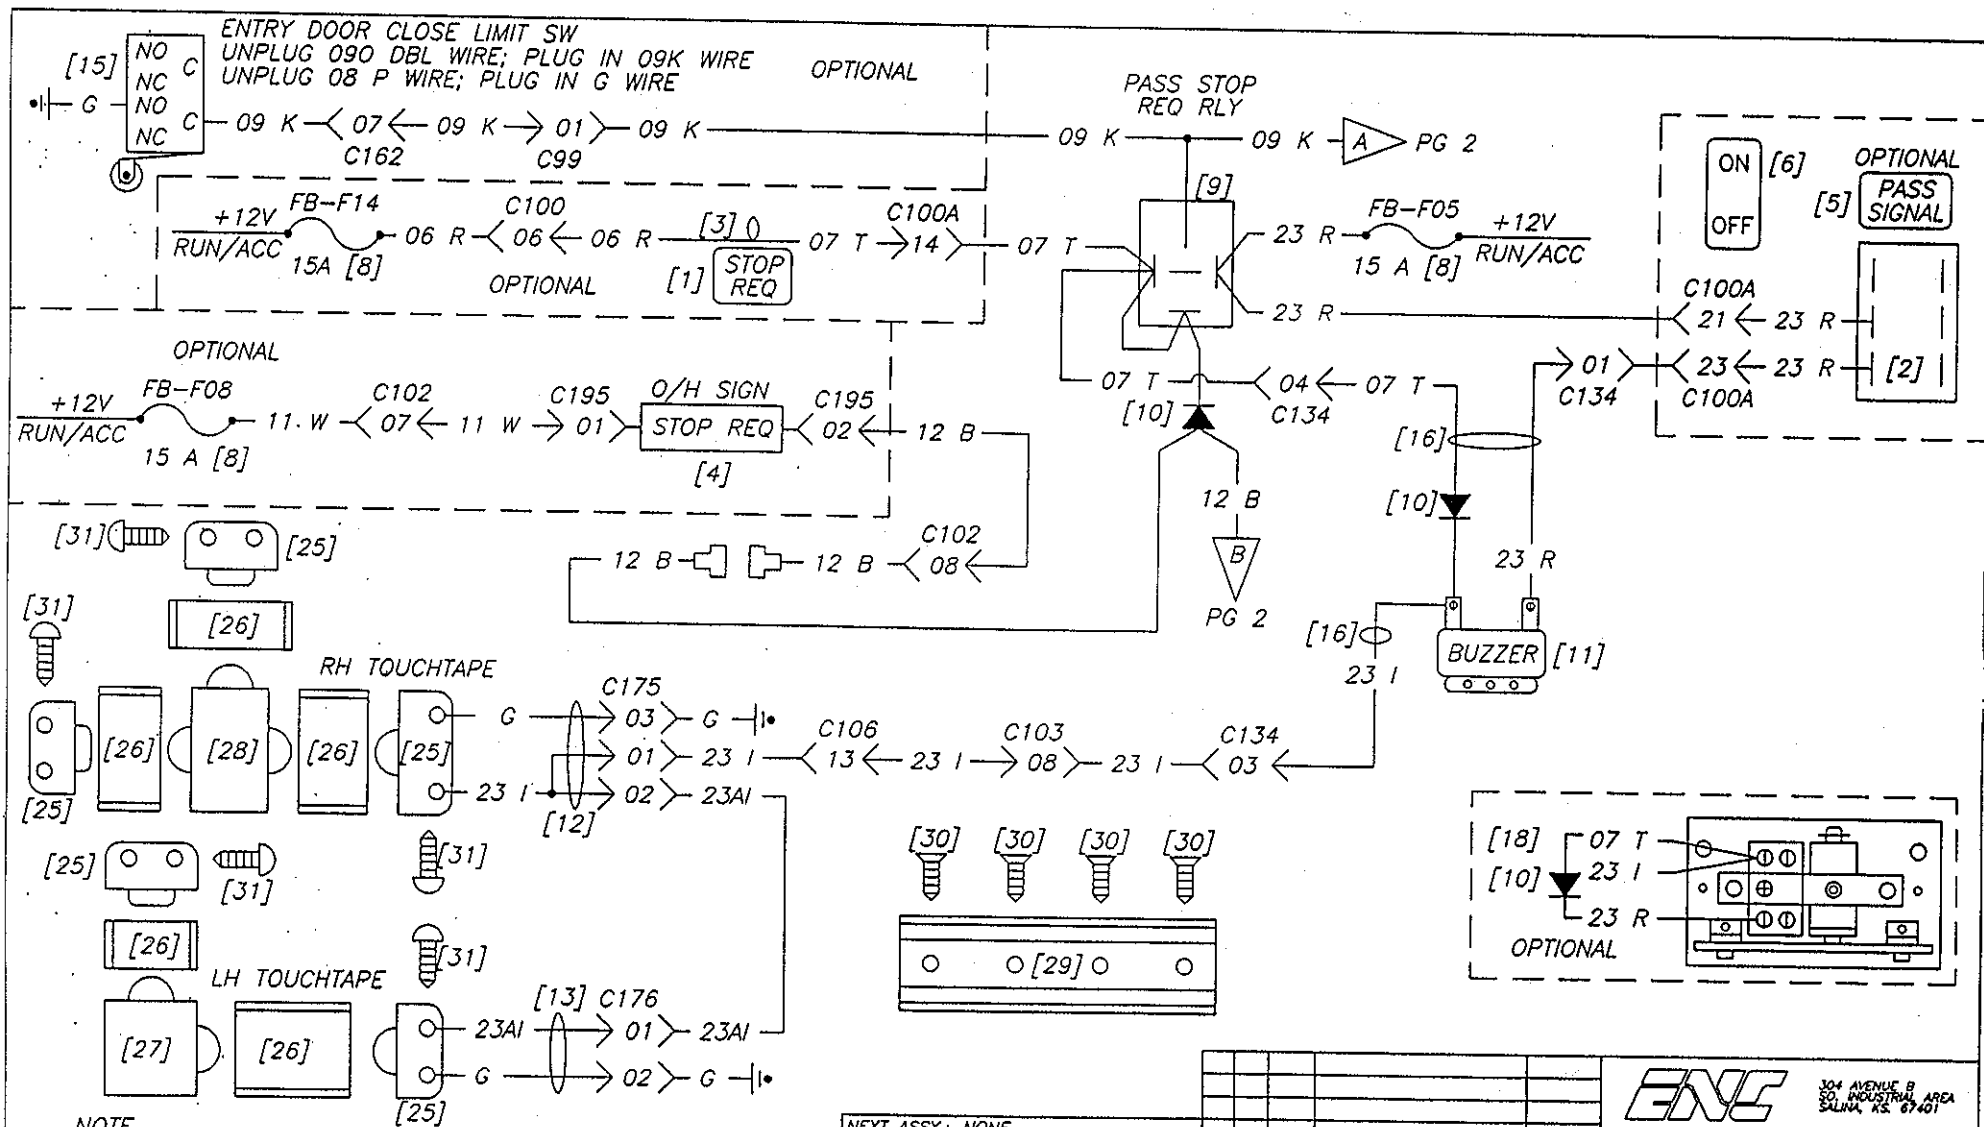 ENTRY DOOR CLOSE LIMIT SW
UNPLUG 090 DBL WIRE; PLUG IN 09K WIRE
UNPLUG 08 P WIRE; PLUG IN G WIRE
OPTIONAL
[15]
NO
NC
C
NO
NC
C
G
09 K 07 09 K 01 09 K
C162 C99
PASS STOP
REQ RLY
09 K 09 K A PG 2
[9]
+12V
RUN/ACC
FB-F14
15A [8]
06 R
C100
06
06 R
[3]
[1]
STOP
REQ
07 T
C100A
14
07 T
OPTIONAL
23 R
FB-F05
15 A [8]
+12V
RUN/ACC
23 R
ON
OFF
[6]
OPTIONAL
[5]
PASS
SIGNAL
C100A
21 23 R
01
C134
23 23 R
C100A
[2]
OPTIONAL
+12V
RUN/ACC
FB-F08
15 A [8]
11 W
C102
07
11 W
C195
01
O/H SIGN
STOP REQ
[4]
C195
02
12 B
07 T 04 07 T
C134
[10]
[16]
[10]
12 B
B
PG 2
23 R
12 B 12 B
C102
08
[16]
23 I
BUZZER [11]
[31]
[25]
[31]
[26]
RH TOUCHTAPE
[26]
[28]
[26]
[25]
[25]
G
C175
03 G
01 23 I
23 I
02 23AI
[12]
C106
13 23 I
C103
08 23 I
C134
03
[31]
[25]
[31]
[26]
[31]
LH TOUCHTAPE
[27]
[26]
[25]
[13] C176
23AI 01 23AI
G 02 G
[30] [30] [30] [30]
[29]
[18]
07 T
[10]
23 I
23 R
OPTIONAL
NOTE
NEXT ASSY: NONE
ENC
304 AVENUE B
SO. INDUSTRIAL AREA
SALINA, KS. 67401